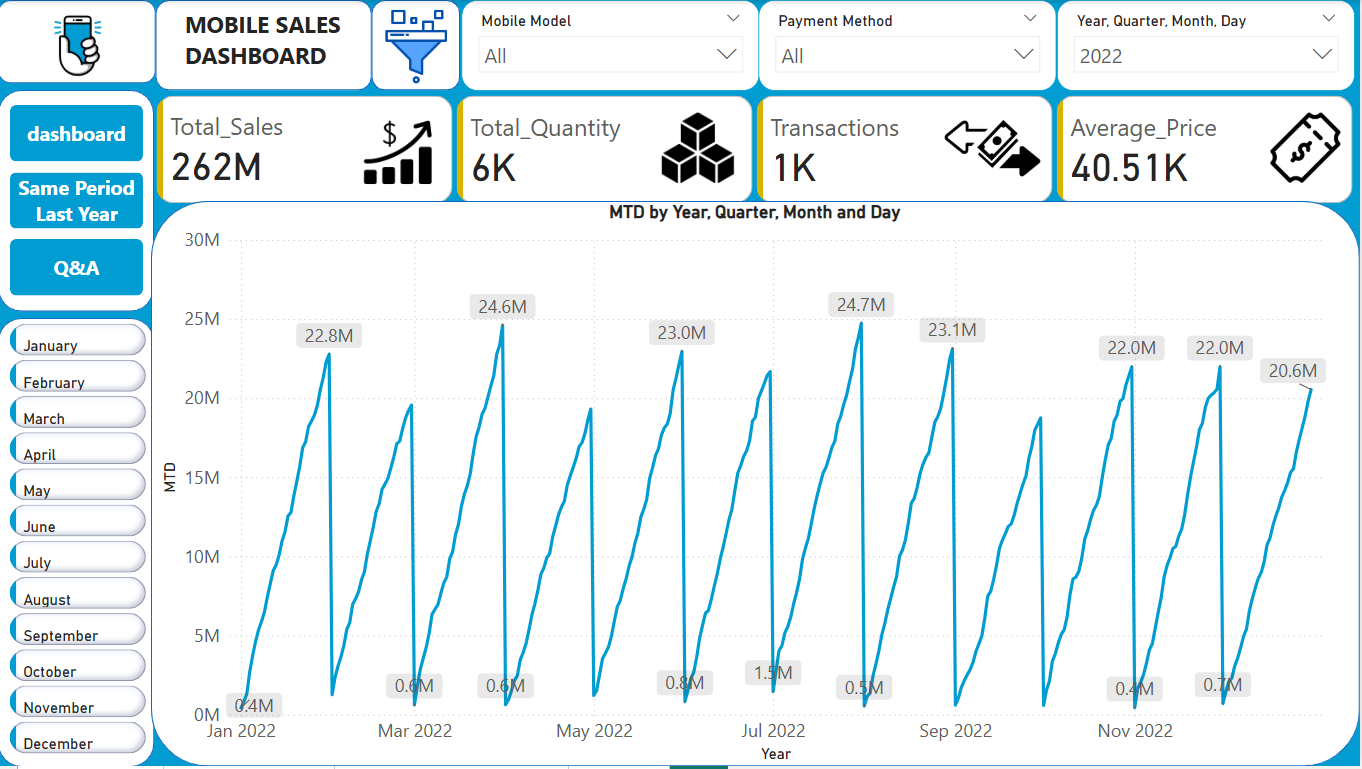 MOBILE SALES
DASHBOARD
Mobile Model
All
Payment Method
All
Year, Quarter, Month, Day
2022
dashboard
Same Period
Last Year
Q&A
January
February
March
April
May
June
July
August
September
October
November
December
Total_Sales
262M
$
Total_Quantity
6K
Transactions
1K
Average_Price
40.51K
$
MTD by Year, Quarter, Month and Day
MTD
30M
25M
20M
15M
10M
5M
0M
22.8M
24.6M
23.0M
24.7M
23.1M
22.0M
22.0M
20.6M
0.4M
0.6M
0.6M
0.8M
1.5M
0.5M
0.4M
0.7M
Jan 2022
Mar 2022
May 2022
Jul 2022
Sep 2022
Nov 2022
Year